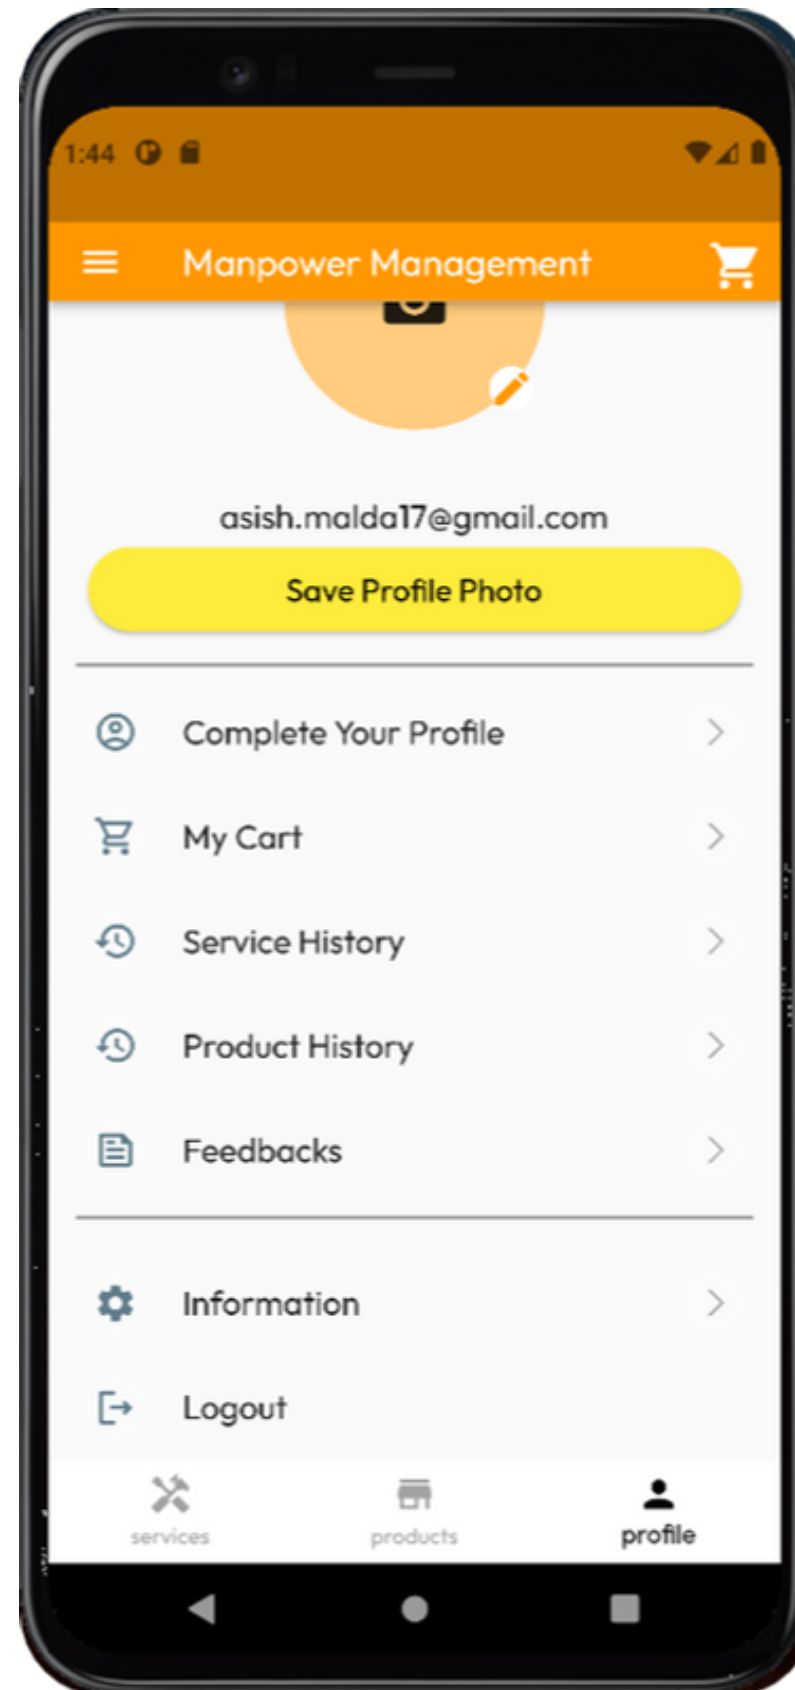 1:44
Manpower Management
asish.malda17@gmail.com
Save Profile Photo
Complete Your Profile
My Cart
Service History
Product History
Feedbacks
Information
Logout
services products profile